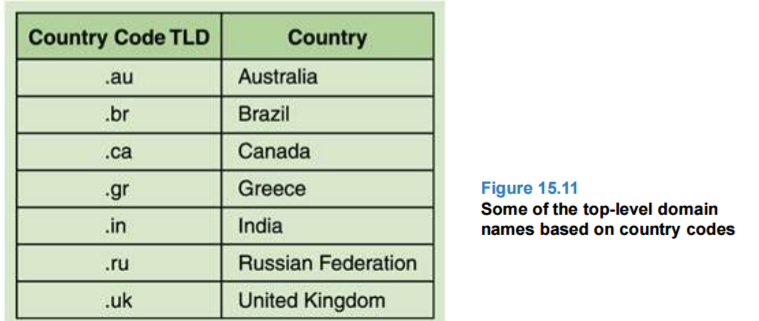 Country Code TLD Country
.au Australia
.br Brazil
.ca Canada
.gr Greece
.in India
.ru Russian Federation
.uk United Kingdom
Figure 15.11
Some of the top-level domain
names based on country codes